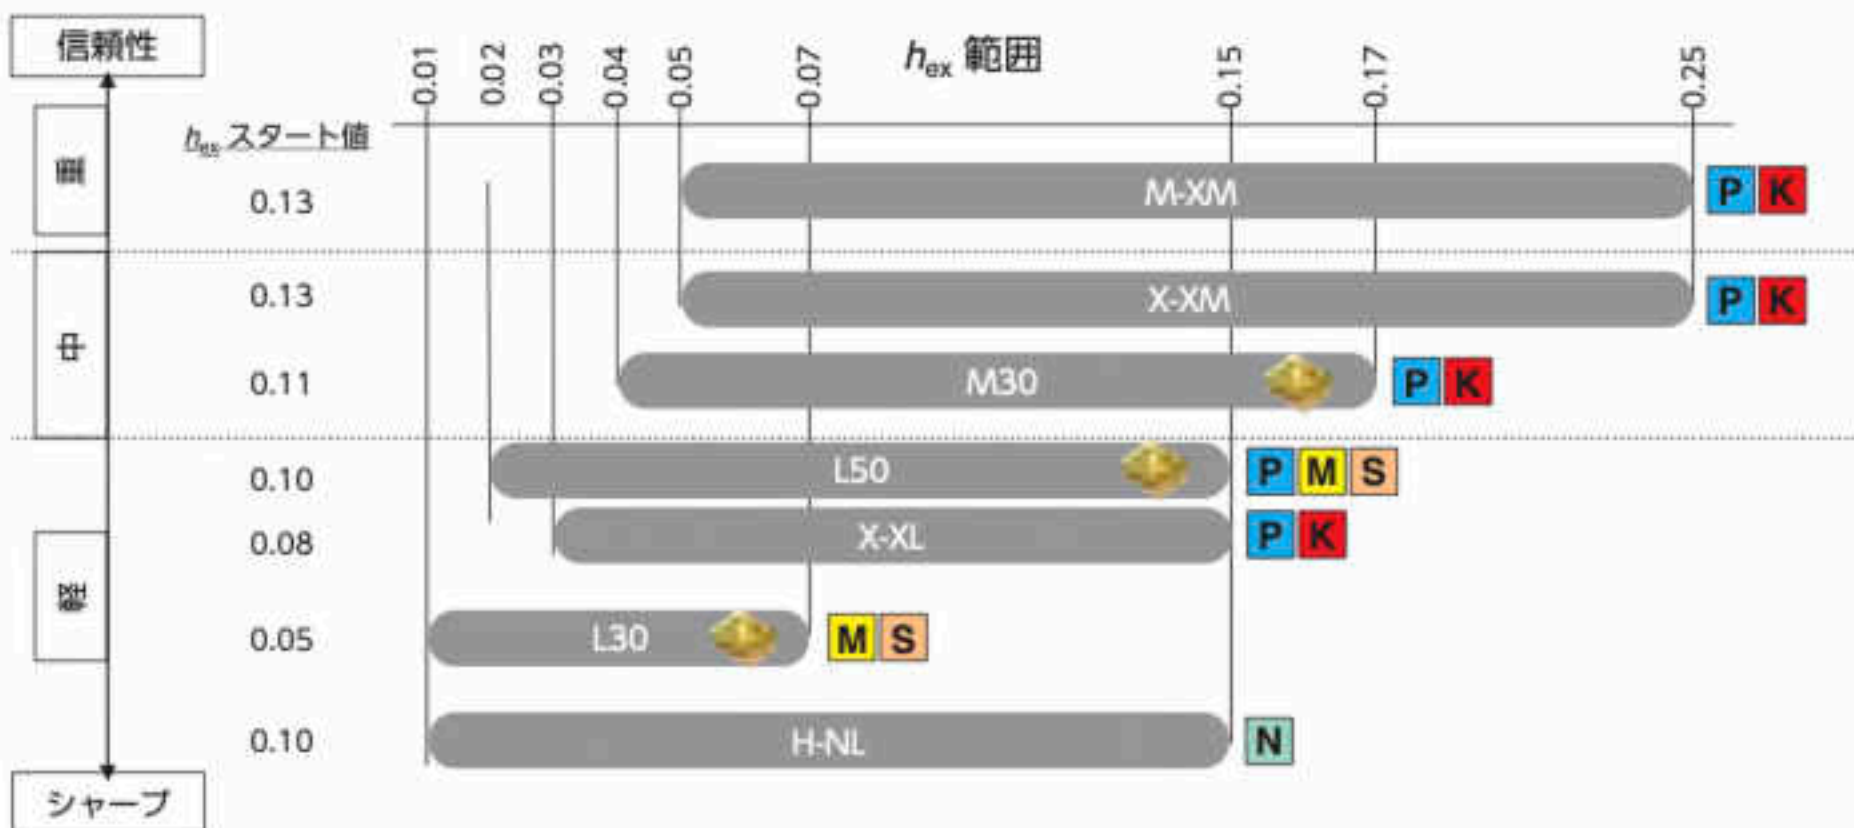 信頼性
0.01 0.02 0.03 0.04 0.05 0.07 hex 範囲 0.15 0.17 0.25
hex スタート値
重
0.13 M-XM P K
中
0.13 X-XM P K
0.11 M30 P K
0.10 L50 P M S
軽
0.08 X-XL P K
0.05 L30 M S
0.10 H-NL N
シャープ